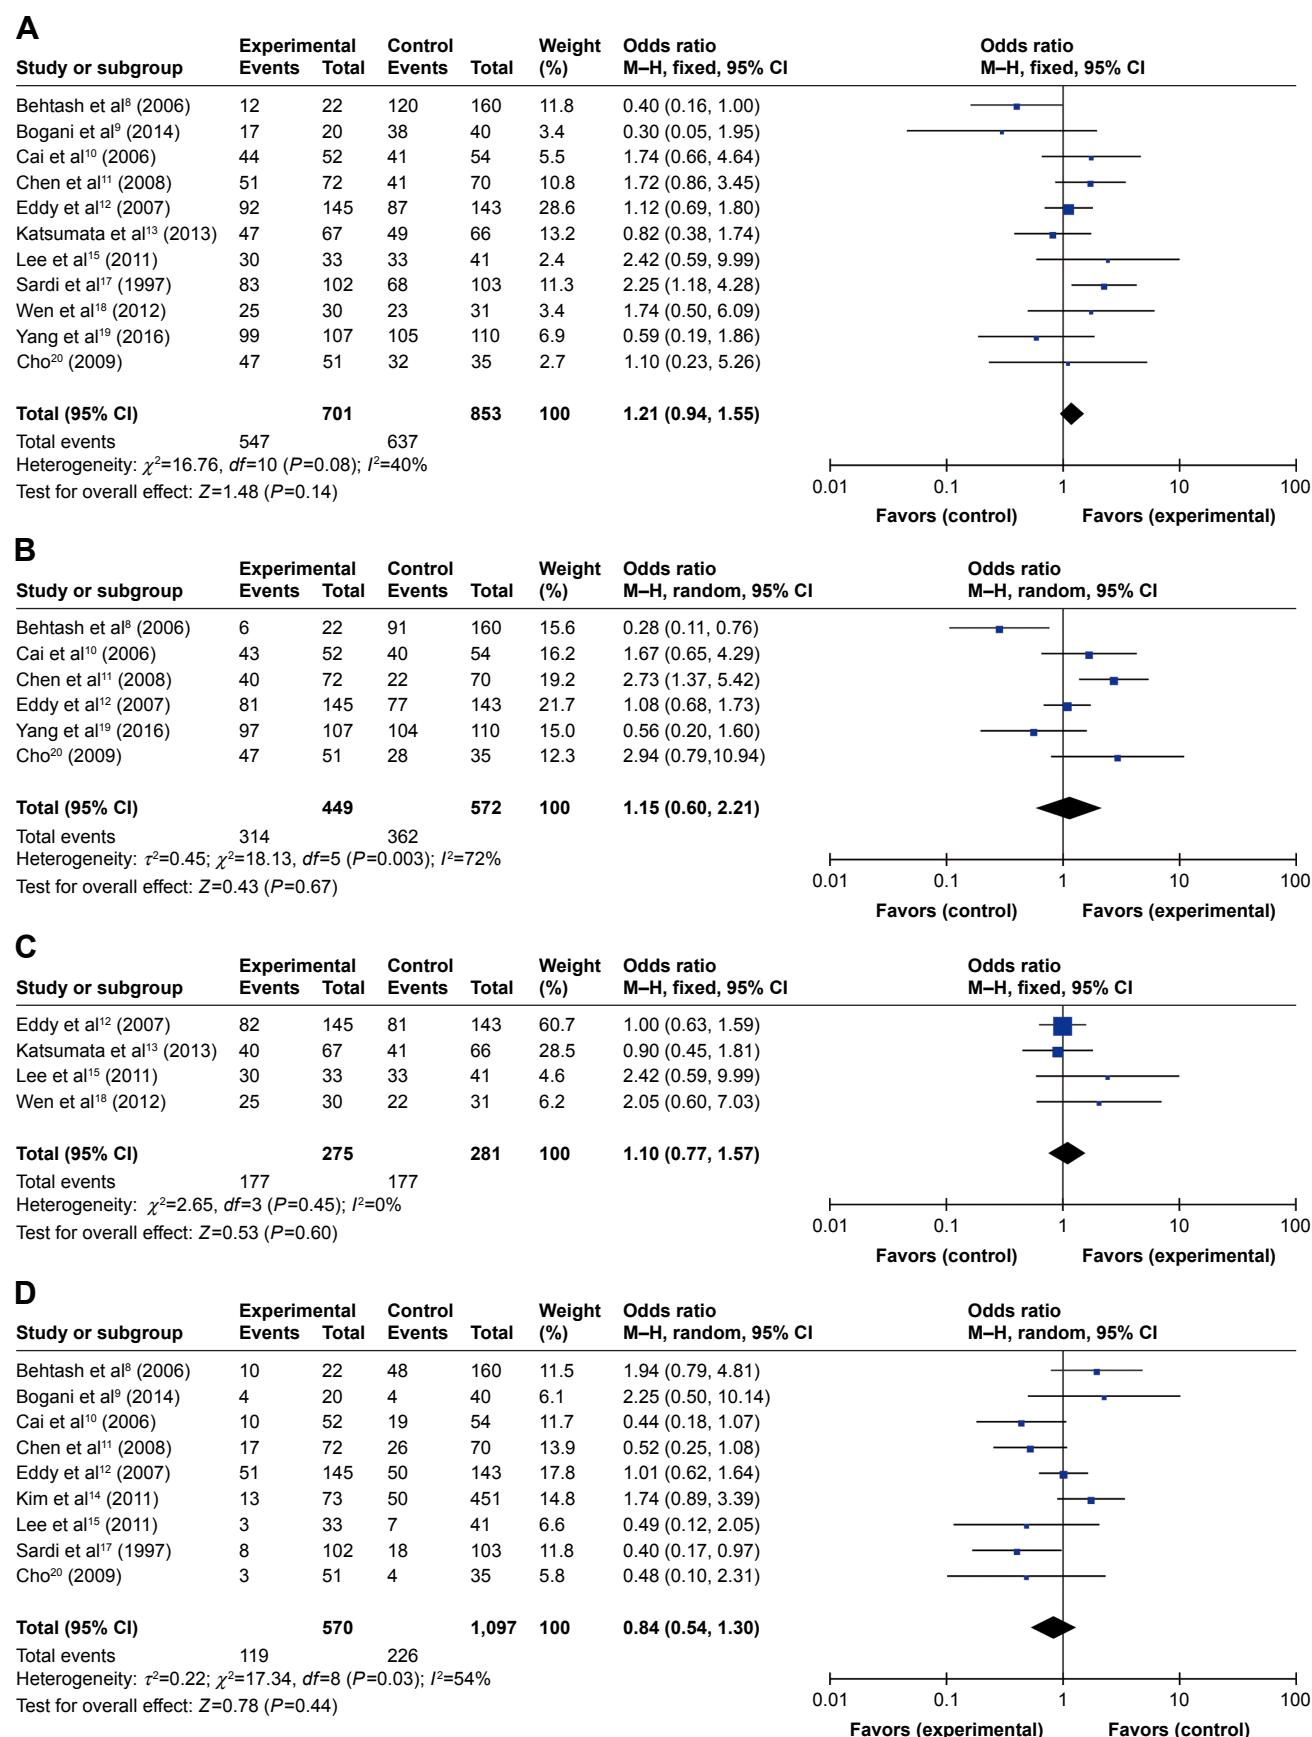 A
Experimental Control Weight Odds ratio Odds ratio
Study or subgroup Events Total Events Total (%) M–H, fixed, 95% CI M–H, fixed, 95% CI
Behtash et al8 (2006) 12 22 120 160 11.8 0.40 (0.16, 1.00)
Bogani et al9 (2014) 17 20 38 40 3.4 0.30 (0.05, 1.95)
Cai et al10 (2006) 44 52 41 54 5.5 1.74 (0.66, 4.64)
Chen et al11 (2008) 51 72 41 70 10.8 1.72 (0.86, 3.45)
Eddy et al12 (2007) 92 145 87 143 28.6 1.12 (0.69, 1.80)
Katsumata et al13 (2013) 47 67 49 66 13.2 0.82 (0.38, 1.74)
Lee et al15 (2011) 30 33 33 41 2.4 2.42 (0.59, 9.99)
Sardi et al17 (1997) 83 102 68 103 11.3 2.25 (1.18, 4.28)
Wen et al18 (2012) 25 30 23 31 3.4 1.74 (0.50, 6.09)
Yang et al19 (2016) 99 107 105 110 6.9 0.59 (0.19, 1.86)
Cho20 (2009) 47 51 32 35 2.7 1.10 (0.23, 5.26)
Total (95% CI) 701 853 100 1.21 (0.94, 1.55)
Total events 547 637
Heterogeneity: χ2=16.76, df=10 (P=0.08); I2=40%
Test for overall effect: Z=1.48 (P=0.14)
0.01 0.1 1 10 100
Favors (control) Favors (experimental)
B
Experimental Control Weight Odds ratio Odds ratio
Study or subgroup Events Total Events Total (%) M–H, random, 95% CI M–H, random, 95% CI
Behtash et al8 (2006) 6 22 91 160 15.6 0.28 (0.11, 0.76)
Cai et al10 (2006) 43 52 40 54 16.2 1.67 (0.65, 4.29)
Chen et al11 (2008) 40 72 22 70 19.2 2.73 (1.37, 5.42)
Eddy et al12 (2007) 81 145 77 143 21.7 1.08 (0.68, 1.73)
Yang et al19 (2016) 97 107 104 110 15.0 0.56 (0.20, 1.60)
Cho20 (2009) 47 51 28 35 12.3 2.94 (0.79,10.94)
Total (95% CI) 449 572 100 1.15 (0.60, 2.21)
Total events 314 362
Heterogeneity: τ2=0.45; χ2=18.13, df=5 (P=0.003); I2=72%
Test for overall effect: Z=0.43 (P=0.67)
0.01 0.1 1 10 100
Favors (control) Favors (experimental)
C
Experimental Control Weight Odds ratio Odds ratio
Study or subgroup Events Total Events Total (%) M–H, fixed, 95% CI M–H, fixed, 95% CI
Eddy et al12 (2007) 82 145 81 143 60.7 1.00 (0.63, 1.59)
Katsumata et al13 (2013) 40 67 41 66 28.5 0.90 (0.45, 1.81)
Lee et al15 (2011) 30 33 33 41 4.6 2.42 (0.59, 9.99)
Wen et al18 (2012) 25 30 22 31 6.2 2.05 (0.60, 7.03)
Total (95% CI) 275 281 100 1.10 (0.77, 1.57)
Total events 177 177
Heterogeneity: χ2=2.65, df=3 (P=0.45); I2=0%
Test for overall effect: Z=0.53 (P=0.60)
0.01 0.1 1 10 100
Favors (control) Favors (experimental)
D
Experimental Control Weight Odds ratio Odds ratio
Study or subgroup Events Total Events Total (%) M–H, random, 95% CI M–H, random, 95% CI
Behtash et al8 (2006) 10 22 48 160 11.5 1.94 (0.79, 4.81)
Bogani et al9 (2014) 4 20 4 40 6.1 2.25 (0.50, 10.14)
Cai et al10 (2006) 10 52 19 54 11.7 0.44 (0.18, 1.07)
Chen et al11 (2008) 17 72 26 70 13.9 0.52 (0.25, 1.08)
Eddy et al12 (2007) 51 145 50 143 17.8 1.01 (0.62, 1.64)
Kim et al14 (2011) 13 73 50 451 14.8 1.74 (0.89, 3.39)
Lee et al15 (2011) 3 33 7 41 6.6 0.49 (0.12, 2.05)
Sardi et al17 (1997) 8 102 18 103 11.8 0.40 (0.17, 0.97)
Cho20 (2009) 3 51 4 35 5.8 0.48 (0.10, 2.31)
Total (95% CI) 570 1,097 100 0.84 (0.54, 1.30)
Total events 119 226
Heterogeneity: τ2=0.22; χ2=17.34, df=8 (P=0.03); I2=54%
Test for overall effect: Z=0.78 (P=0.44)
0.01 0.1 1 10 100
Favors (experimental) Favors (control)